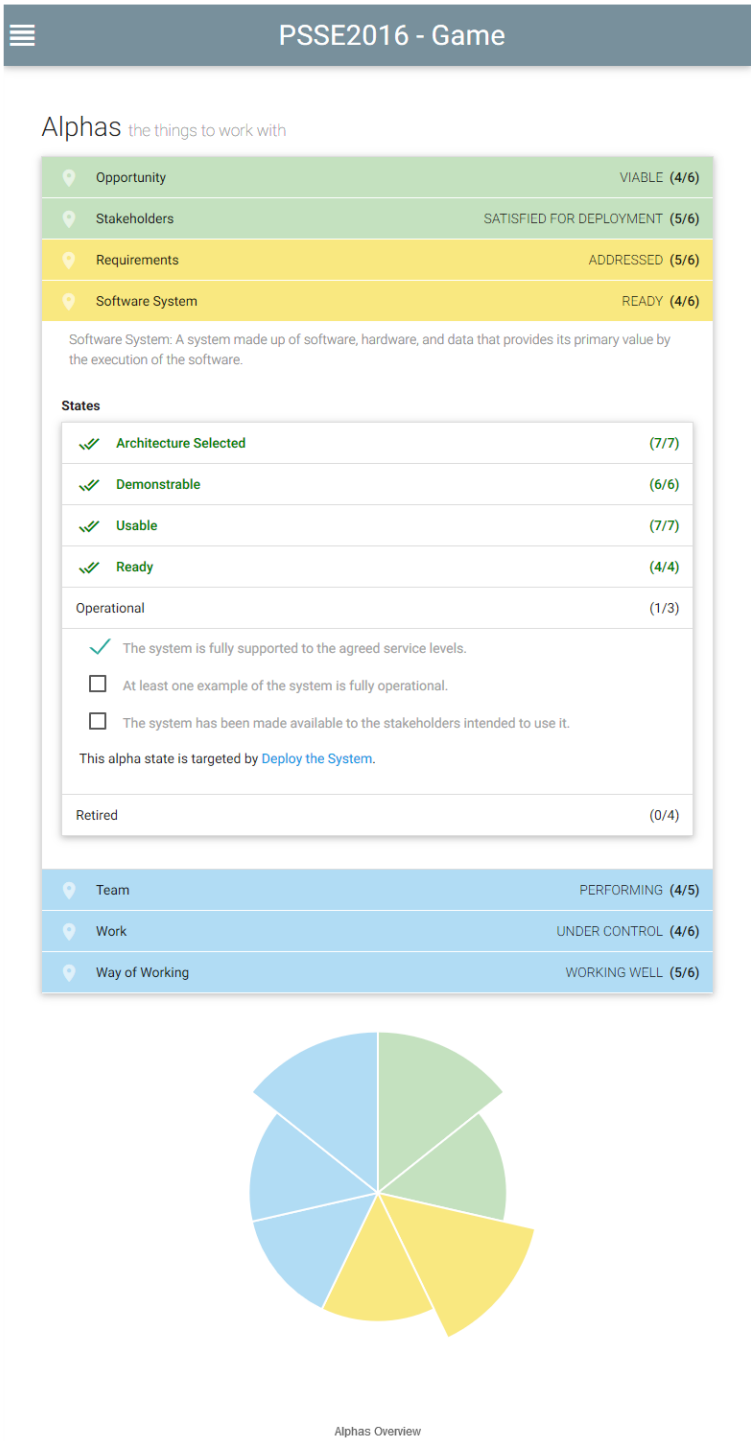 PSSE2016 - Game
Alphas the things to work with
Opportunity VIABLE (4/6)
Stakeholders SATISFIED FOR DEPLOYMENT (5/6)
Requirements ADDRESSED (5/6)
Software System READY (4/6)
Software System: A system made up of software, hardware, and data that provides its primary value by
the execution of the software.
States
Architecture Selected (7/7)
Demonstrable (6/6)
Usable (7/7)
Ready (4/4)
Operational (1/3)
The system is fully supported to the agreed service levels.
At least one example of the system is fully operational.
The system has been made available to the stakeholders intended to use it.
This alpha state is targeted by Deploy the System.
Retired (0/4)
Team PERFORMING (4/5)
Work UNDER CONTROL (4/6)
Way of Working WORKING WELL (5/6)
Alphas Overview